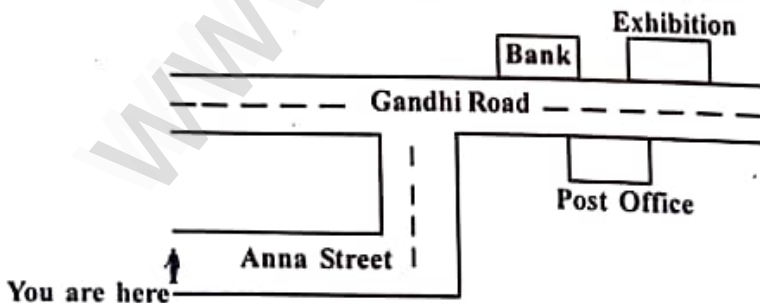 Exhibition
Bank
Gandhi Road
Post Office
Anna Street
You are here